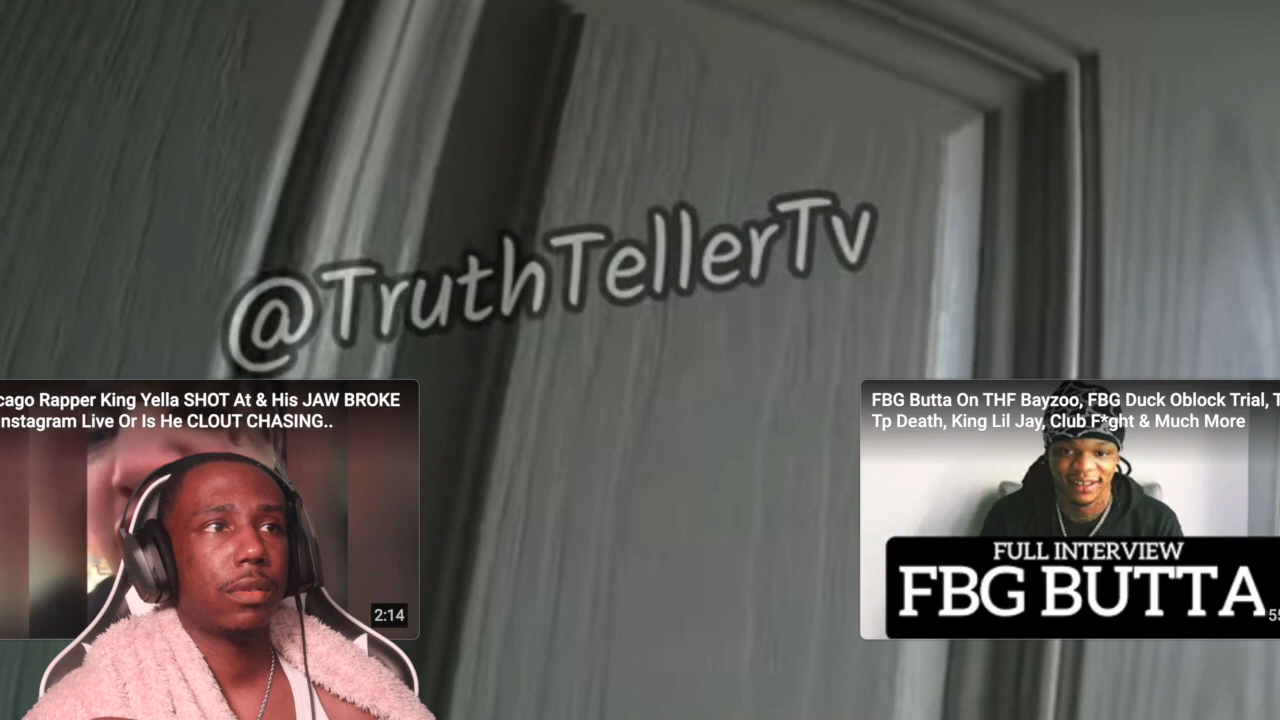 @TruthTellerTv
cago Rapper King Yella SHOT At & His JAW BROKE
nstagram Live Or Is He CLOUT CHASING..
2:14
FBG Butta On THF Bayzoo, FBG Duck Oblock Trial, T
Tp Death, King Lil Jay, Club F*ght & Much More
FULL INTERVIEW
FBG BUTTA
55